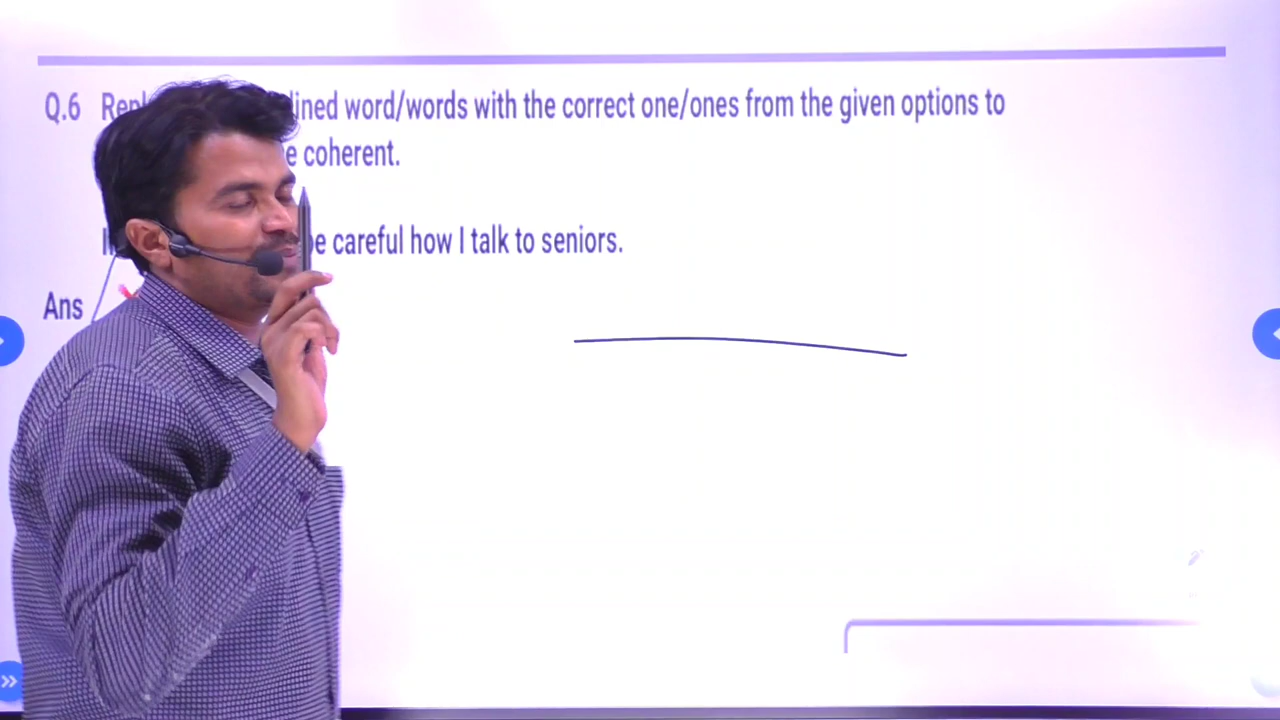 Q.6 lined word/words with the correct one/ones from the given options to
coherent.
be careful how I talk to seniors.
Ans